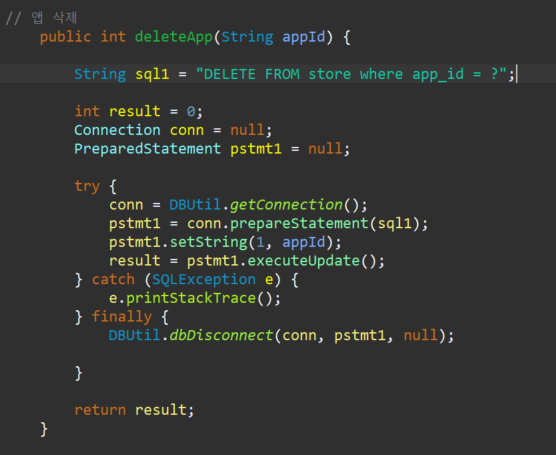 // 앱 삭제
public int deleteApp(String appId) {
String sql1 = "DELETE FROM store where app_id = ?";
int result = 0;
Connection conn = null;
PreparedStatement pstmt1 = null;
try {
conn = DBUtil.getConnection();
pstmt1 = conn.prepareStatement(sql1);
pstmt1.setString(1, appId);
result = pstmt1.executeUpdate();
} catch (SQLException e) {
e.printStackTrace();
} finally {
DBUtil.dbDisconnect(conn, pstmt1, null);
}
return result;
}